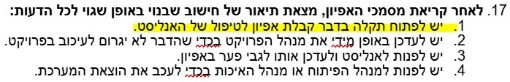 17. לאחר קריאת מסמכי האפיון, מצאת תיאור של חישוב שבנוי באופן שגוי לכל הדעות:
1. יש לפתוח תקלה בדבר קבלת אפיון לטיפול של האנליסט.
2. יש לעדכן באופן מידי את מנהל הפרויקט בכדי שהדבר לא יגרום לעיכוב בפרויקט.
3. יש לפנות לאנליסט ולעדכן אותו לגבי פער באפיון.
4. יש לפנות למנהל הפיתוח או מנהל האיכות בכדי לעכב את הוצאת המערכת.